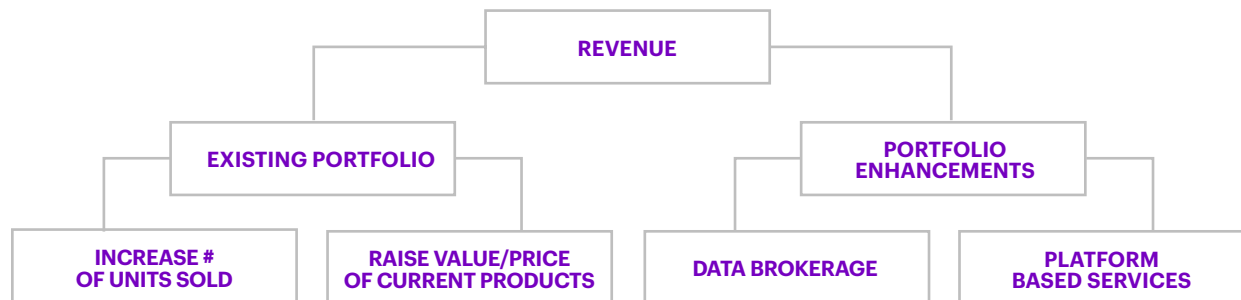 REVENUE
EXISTING PORTFOLIO
PORTFOLIO
ENHANCEMENTS
INCREASE #
OF UNITS SOLD
RAISE VALUE/PRICE
OF CURRENT PRODUCTS
DATA BROKERAGE
PLATFORM
BASED SERVICES